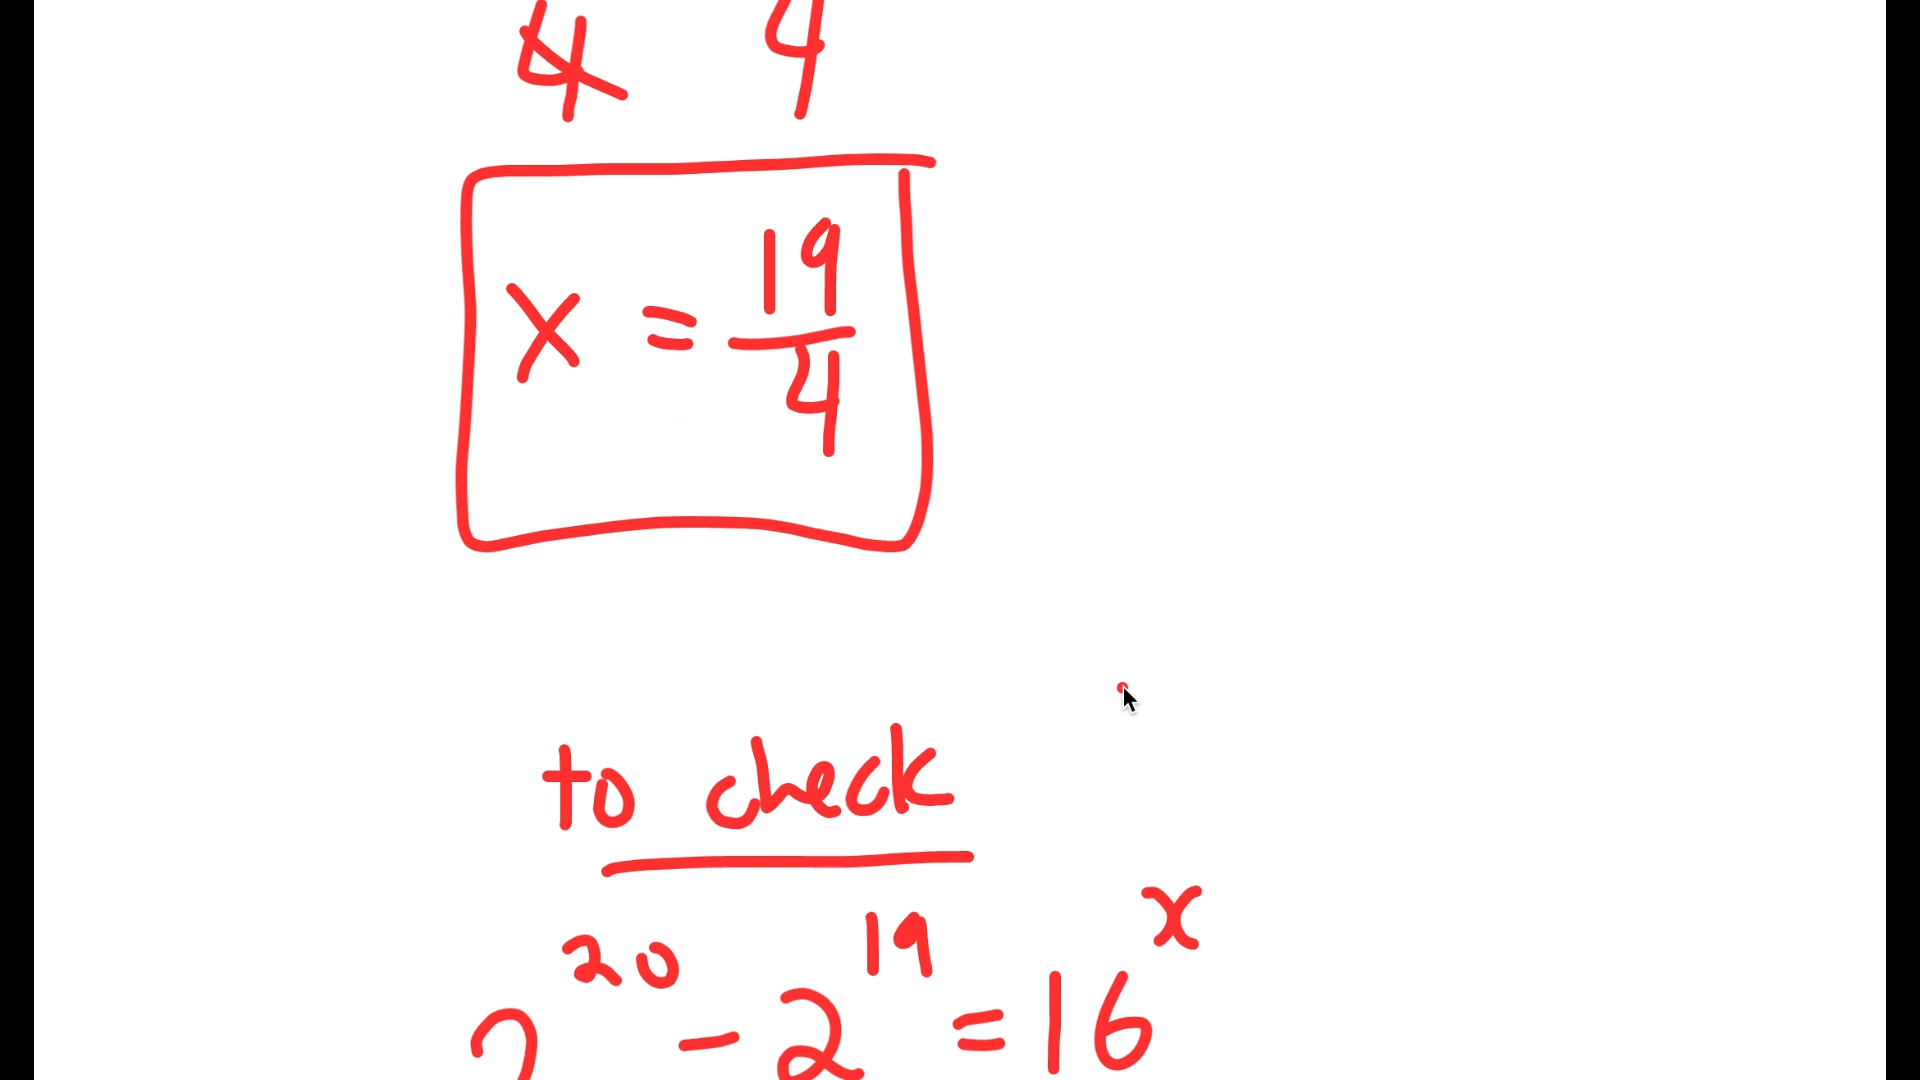 4 4
x = 19/4
to check
2^20 - 2^19 = 16^x